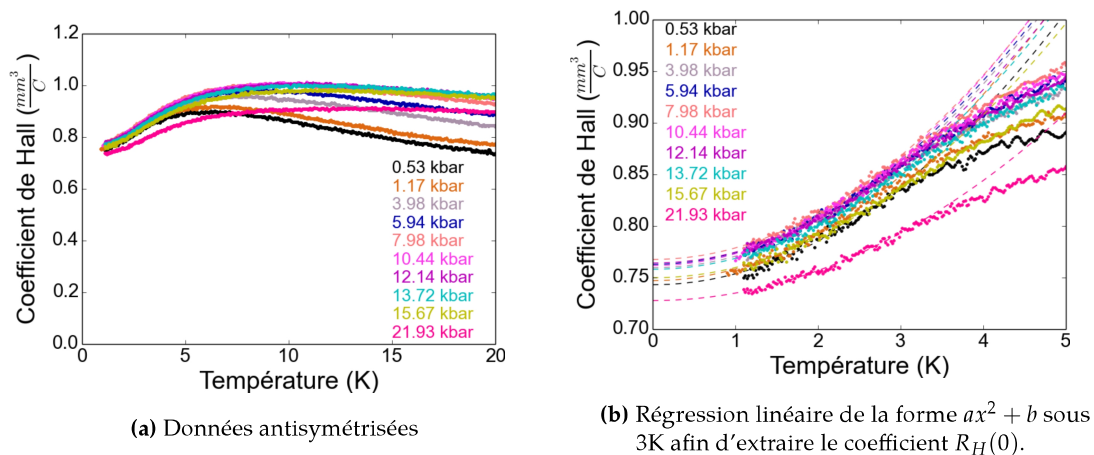 Coefficient de Hall (mm³/C)
1.2
1.0
0.8
0.6
0.4
0.2
0.0
0
5
10
15
20
Température (K)
0.53 kbar
1.17 kbar
3.98 kbar
5.94 kbar
7.98 kbar
10.44 kbar
12.14 kbar
13.72 kbar
15.67 kbar
21.93 kbar
(a) Données antisymétrisées
Coefficient de Hall (mm³/C)
1.00
0.95
0.90
0.85
0.80
0.75
0.70
0
1
2
3
4
5
Température (K)
0.53 kbar
1.17 kbar
3.98 kbar
5.94 kbar
7.98 kbar
10.44 kbar
12.14 kbar
13.72 kbar
15.67 kbar
21.93 kbar
(b) Régression linéaire de la forme ax² + b sous
3K afin d'extraire le coefficient R_H(0).